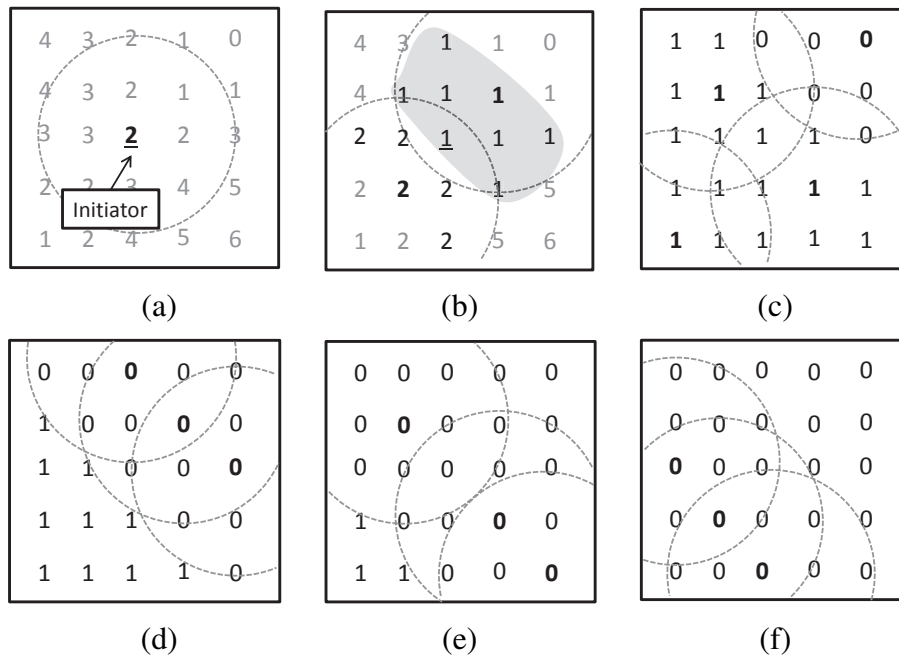 4 3 2 1 0
4 3 2 1 1
3 3 2 2 3
2 2 3 4 5
Initiator
1 2 4 5 6
(a)
4 3 1 1 0
4 1 1 1 1
2 2 1 1 1
2 2 2 1 5
1 2 2 5 6
(b)
1 1 0 0 0
1 1 1 0 0
1 1 1 1 0
1 1 1 1 1
1 1 1 1 1
(c)
0 0 0 0 0
1 0 0 0 0
1 1 0 0 0
1 1 1 0 0
1 1 1 1 0
(d)
0 0 0 0 0
0 0 0 0 0
0 0 0 0 0
1 0 0 0 0
1 1 0 0 0
(e)
0 0 0 0 0
0 0 0 0 0
0 0 0 0 0
0 0 0 0 0
0 0 0 0 0
(f)